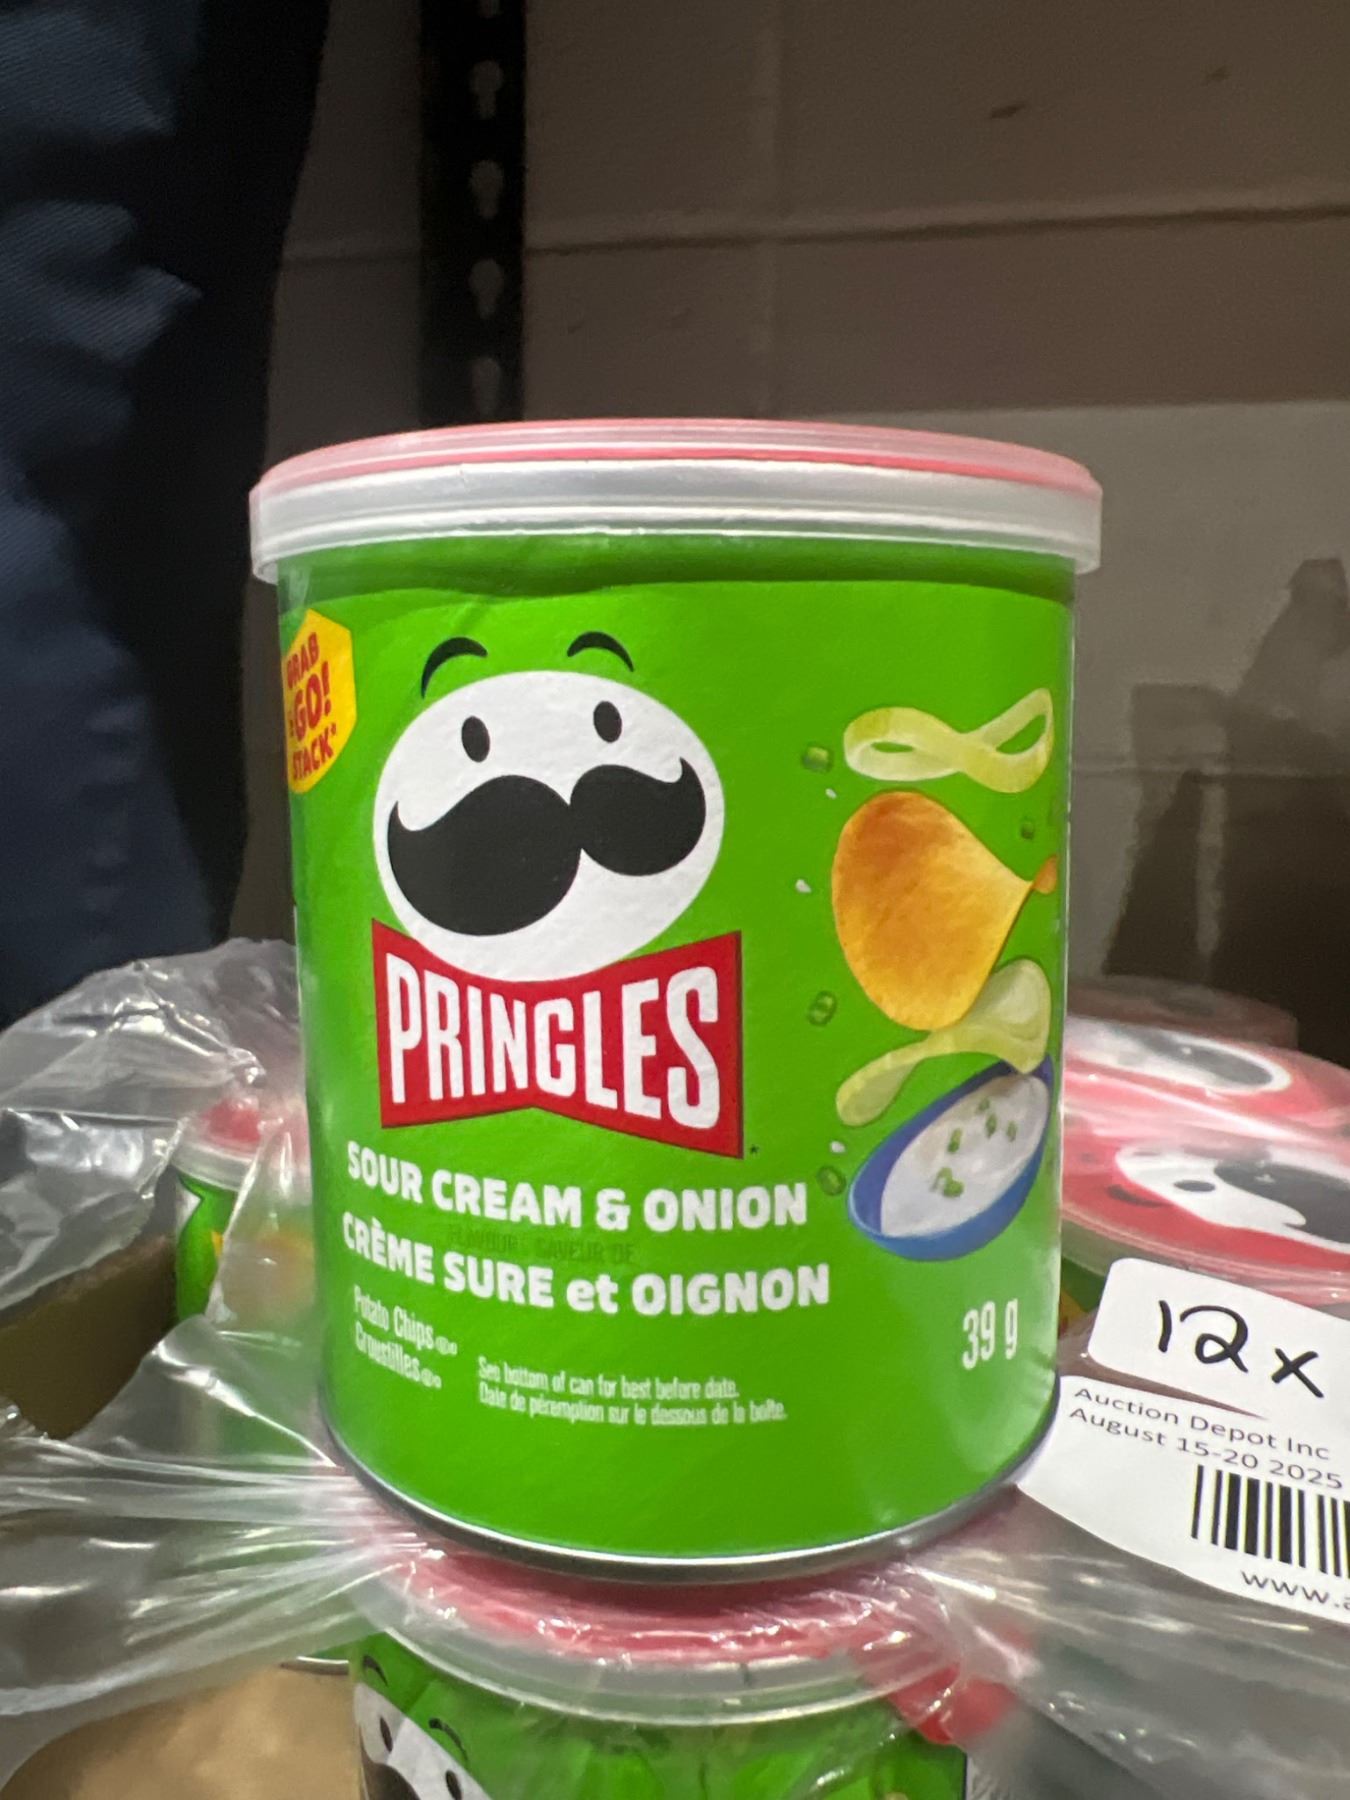 GRAB
& GO!
STACK*
PRINGLES
SOUR CREAM & ONION
FLAVOUR | SAVEUR DE
CRÈME SURE et OIGNON
Potato Chips
Croustilles
See bottom of can for best before date.
Date de péremption sur le dessous de la boîte.
39 g
12x
Auction Depot Inc
August 15-20 2025
www.a